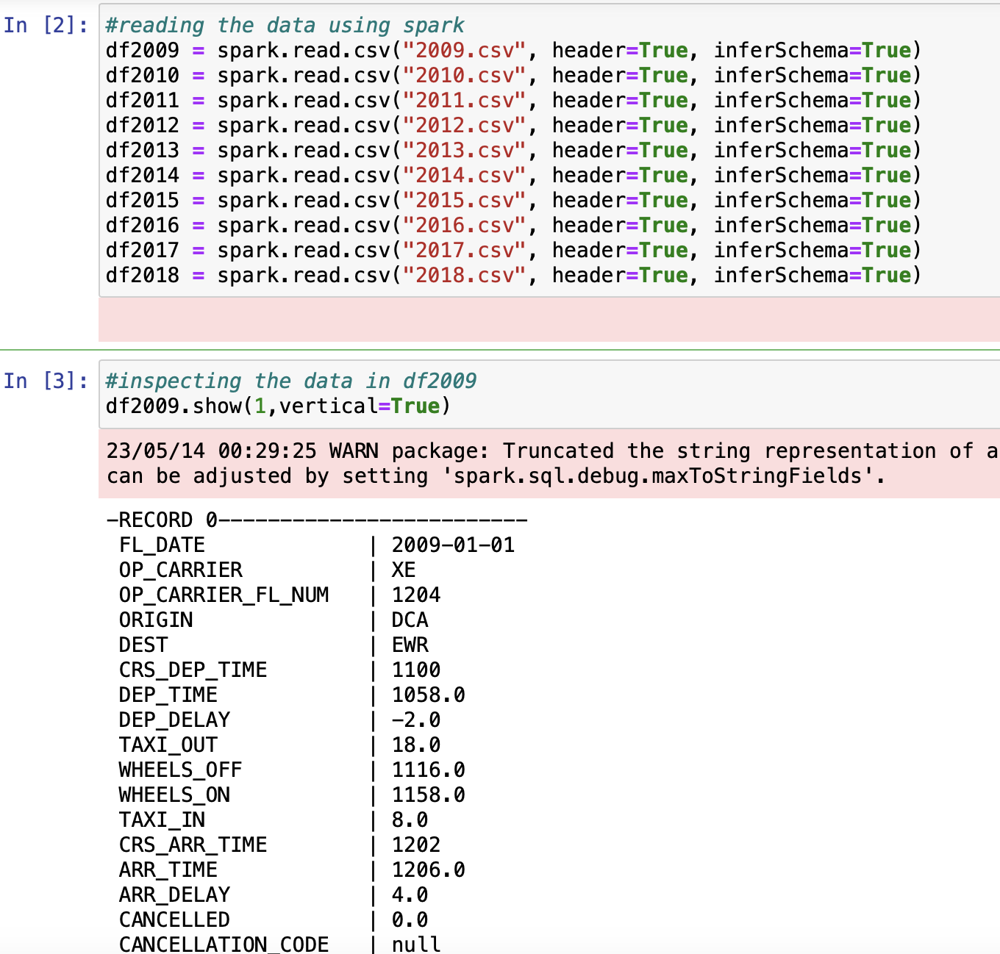 In [2]: #reading the data using spark
df2009 = spark.read.csv("2009.csv", header=True, inferSchema=True)
df2010 = spark.read.csv("2010.csv", header=True, inferSchema=True)
df2011 = spark.read.csv("2011.csv", header=True, inferSchema=True)
df2012 = spark.read.csv("2012.csv", header=True, inferSchema=True)
df2013 = spark.read.csv("2013.csv", header=True, inferSchema=True)
df2014 = spark.read.csv("2014.csv", header=True, inferSchema=True)
df2015 = spark.read.csv("2015.csv", header=True, inferSchema=True)
df2016 = spark.read.csv("2016.csv", header=True, inferSchema=True)
df2017 = spark.read.csv("2017.csv", header=True, inferSchema=True)
df2018 = spark.read.csv("2018.csv", header=True, inferSchema=True)
In [3]: #inspecting the data in df2009
df2009.show(1,vertical=True)
23/05/14 00:29:25 WARN package: Truncated the string representation of a
can be adjusted by setting 'spark.sql.debug.maxToStringFields'.
-RECORD 0-------------------------
FL_DATE | 2009-01-01
OP_CARRIER | XE
OP_CARRIER_FL_NUM | 1204
ORIGIN | DCA
DEST | EWR
CRS_DEP_TIME | 1100
DEP_TIME | 1058.0
DEP_DELAY | -2.0
TAXI_OUT | 18.0
WHEELS_OFF | 1116.0
WHEELS_ON | 1158.0
TAXI_IN | 8.0
CRS_ARR_TIME | 1202
ARR_TIME | 1206.0
ARR_DELAY | 4.0
CANCELLED | 0.0
CANCELLATION_CODE | null